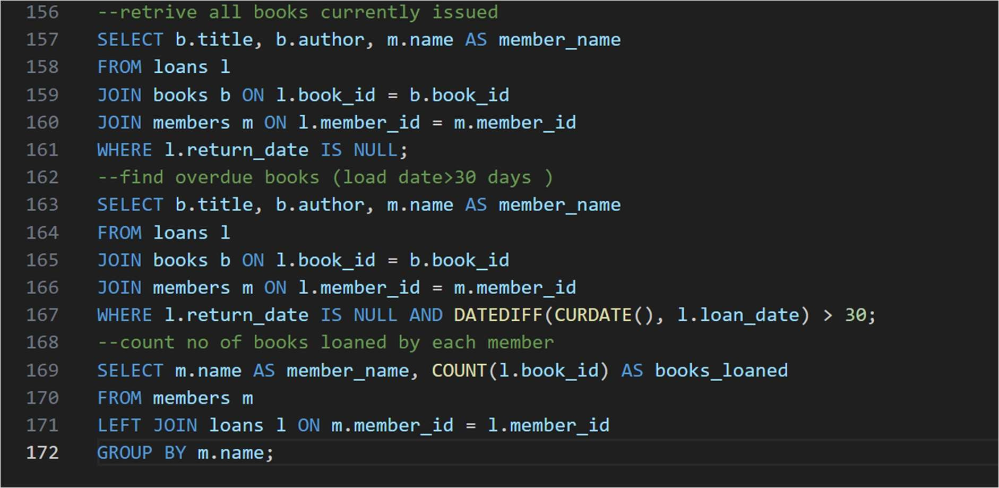 156 --retrive all books currently issued
157 SELECT b.title, b.author, m.name AS member_name
158 FROM loans l
159 JOIN books b ON l.book_id = b.book_id
160 JOIN members m ON l.member_id = m.member_id
161 WHERE l.return_date IS NULL;
162 --find overdue books (load date>30 days )
163 SELECT b.title, b.author, m.name AS member_name
164 FROM loans l
165 JOIN books b ON l.book_id = b.book_id
166 JOIN members m ON l.member_id = m.member_id
167 WHERE l.return_date IS NULL AND DATEDIFF(CURDATE(), l.loan_date) > 30;
168 --count no of books loaned by each member
169 SELECT m.name AS member_name, COUNT(l.book_id) AS books_loaned
170 FROM members m
171 LEFT JOIN loans l ON m.member_id = l.member_id
172 GROUP BY m.name;